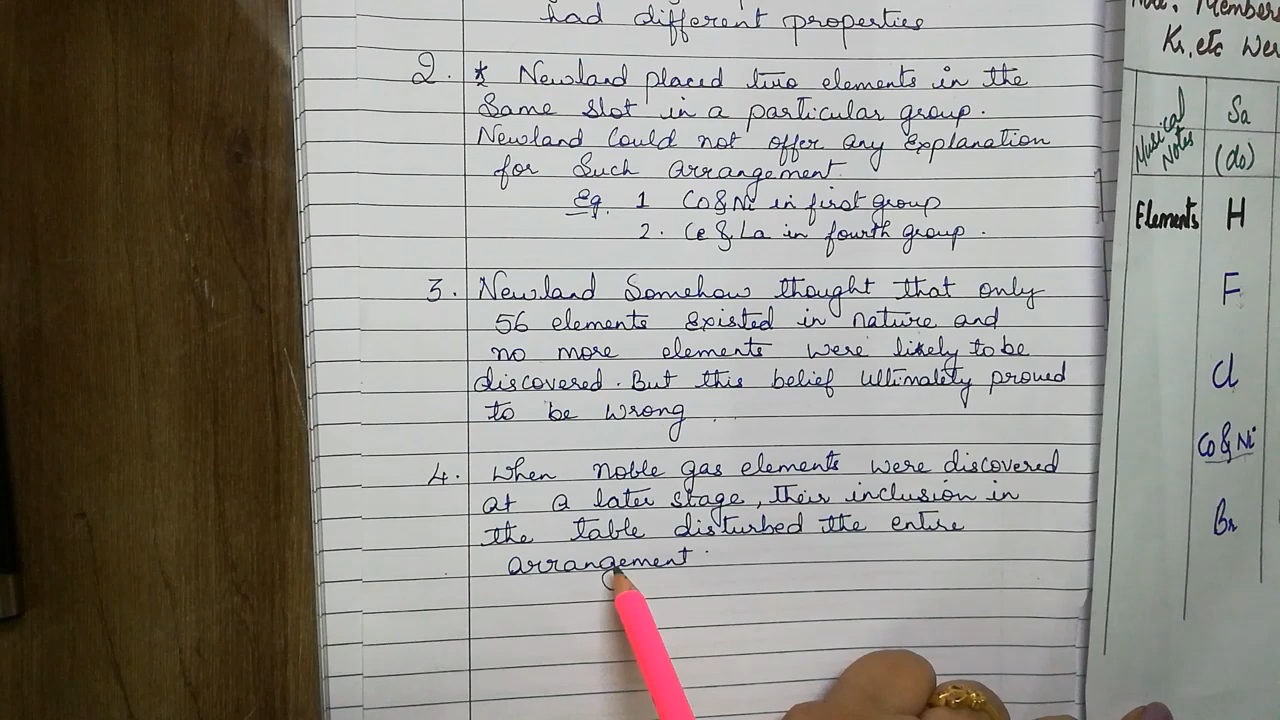 had different properties
2. * Newland placed two elements in the
Same slot in a particular group.
Newland Could not offer any Explanation
for Such arrangement.
Eg. 1 Co&Ni in first group
2. Ce & La in fourth group.
3. Newland Somehow thought that only
56 elements Existed in nature and
no more elements were likely to be
discovered. But this belief ultimately proved
to be wrong.
4. When noble gas elements were discovered
at a later stage, their inclusion in
the table disturbed the entire
arrangement.
Members
Kr, etc Wer
Musical Notes Sa
(do)
Elements H
F
Cl
Co & Ni
Br